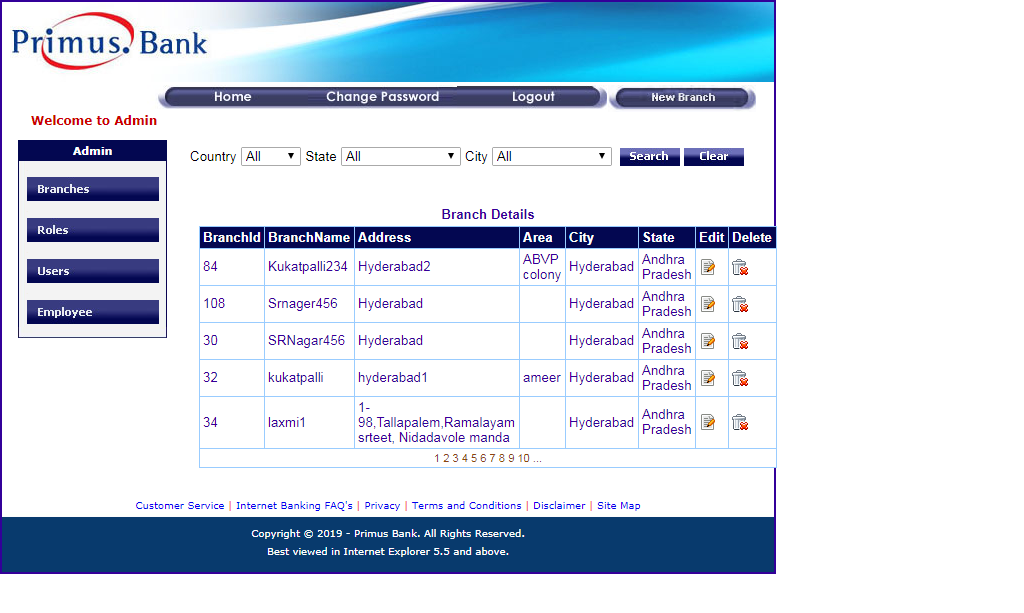 Primus. Bank
Home Change Password Logout New Branch
Welcome to Admin
Admin
Branches
Roles
Users
Employee
Country All State All City All Search Clear
Branch Details
BranchId BranchName Address Area City State Edit Delete
84 Kukatpalli234 Hyderabad2 ABVP colony Hyderabad Andhra Pradesh
108 Srnager456 Hyderabad Hyderabad Andhra Pradesh
30 SRNagar456 Hyderabad Hyderabad Andhra Pradesh
32 kukatpalli hyderabad1 ameer Hyderabad Andhra Pradesh
34 laxmi1 1-98,Tallapalem,Ramalayam srteet, Nidadavole manda Hyderabad Andhra Pradesh
1 2 3 4 5 6 7 8 9 10 ...
Customer Service | Internet Banking FAQ's | Privacy | Terms and Conditions | Disclaimer | Site Map
Copyright © 2019 - Primus Bank. All Rights Reserved.
Best viewed in Internet Explorer 5.5 and above.